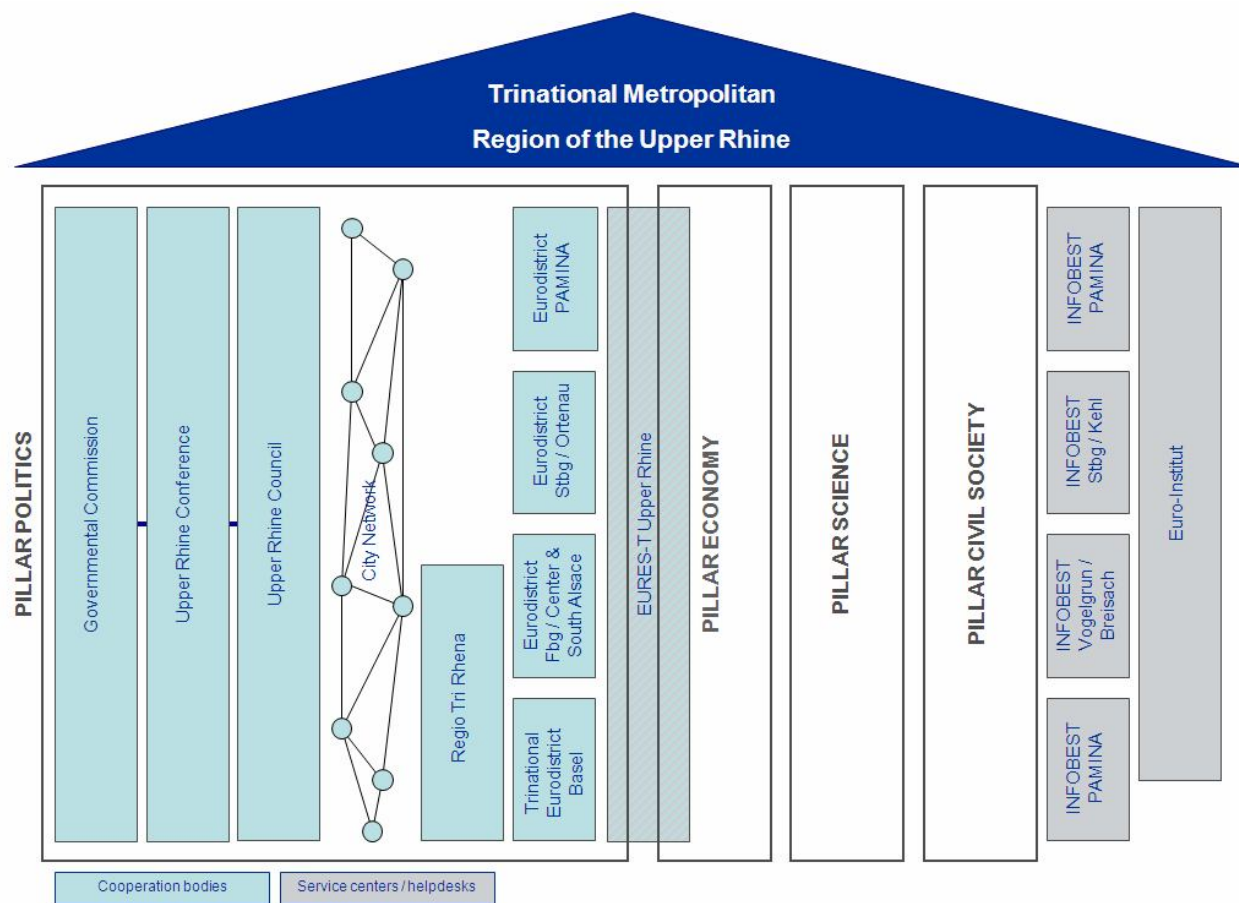 Trinational Metropolitan
Region of the Upper Rhine
PILLAR POLITICS
Governmental Commission
Upper Rhine Conference
Upper Rhine Council
City Network
Regio Tri Rhena
Eurodistrict
PAMINA
Eurodistrict
Stbg / Ortenau
Eurodistrict
Fbg / Center &
South Alsace
Trinational
Eurodistrict
Basel
EURES-T Upper Rhine
PILLAR ECONOMY
PILLAR SCIENCE
PILLAR CIVIL SOCIETY
INFOBEST
PAMINA
INFOBEST
Stbg / Kehl
INFOBEST
Vogelgrun /
Breisach
INFOBEST
PAMINA
Euro-Institut
Cooperation bodies
Service centers / helpdesks